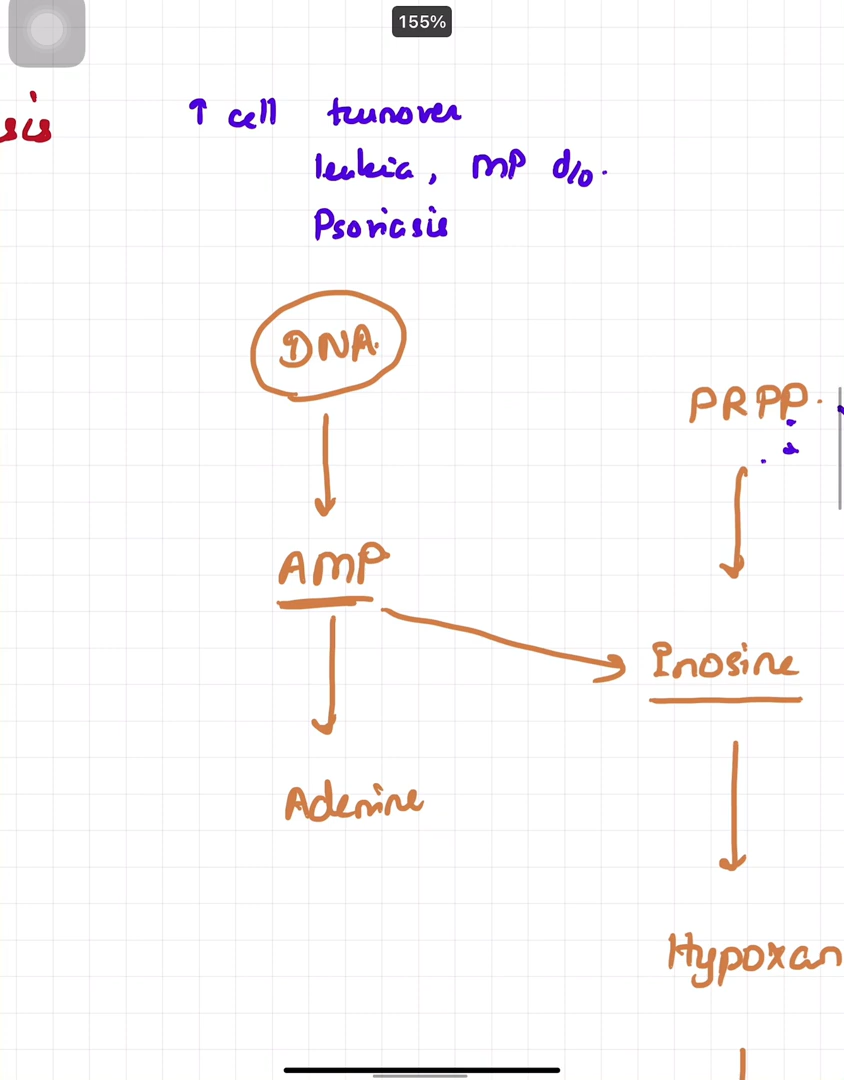 155%
sis
↑ cell turnover
leukia, MP d/o.
Psoriasis
DNA.
PRPP.
AMP
Inosine
Adenine
Hypoxan